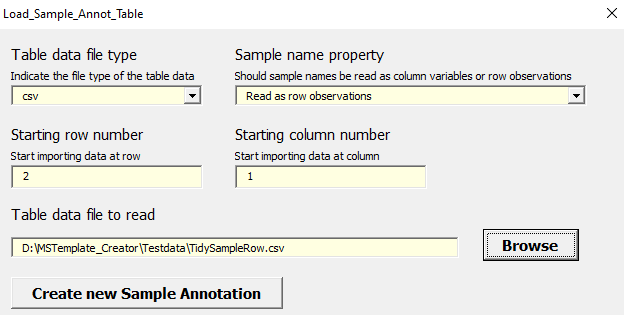 Load_Sample_Annot_Table
Table data file type
Indicate the file type of the table data
csv
Sample name property
Should sample names be read as column variables or row observations
Read as row observations
Starting row number
Start importing data at row
2
Starting column number
Start importing data at column
1
Table data file to read
D:\MSTemplate_Creator\Testdata\TidySampleRow.csv
Browse
Create new Sample Annotation